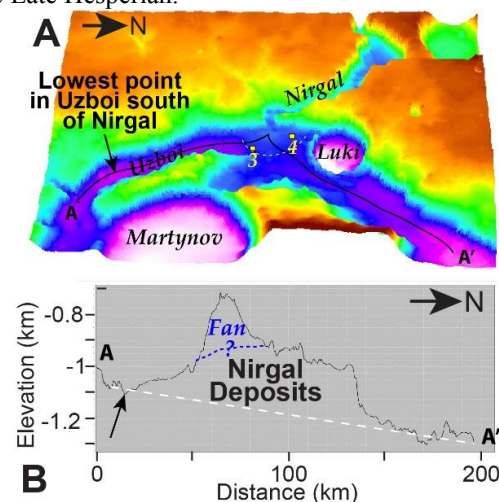 Late Hesperian.
A
N
Lowest point
in Uzboi south
of Nirgal
Nirgal
Uzboi
3
4
Luki
A
Martynov
A'
N
Elevation (km)
-0.8
-1
-1.2
A
Fan
?
Nirgal
Deposits
A'
B
0
100
200
Distance (km)